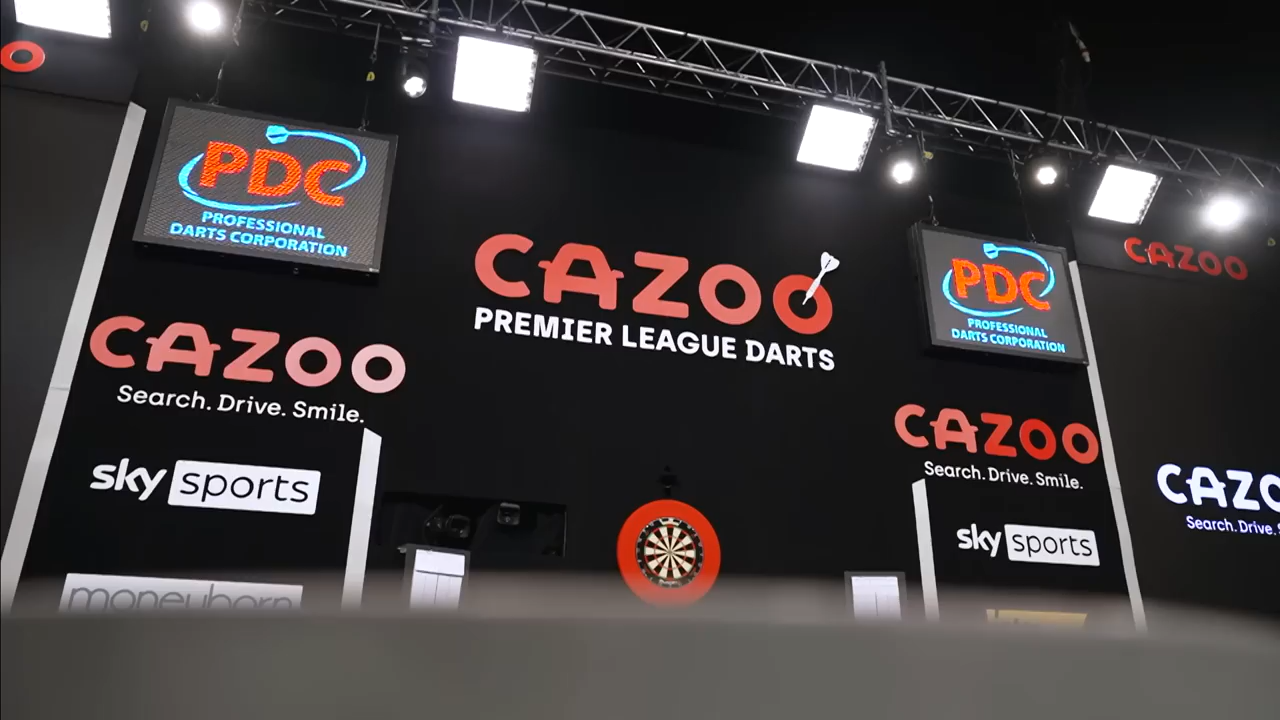 PDC
PROFESSIONAL
DARTS CORPORATION
CAZOO
PREMIER LEAGUE DARTS
PDC
PROFESSIONAL
DARTS CORPORATION
CAZOO
CAZOO
Search. Drive. Smile.
sky sports
moneybarn
CAZOO
Search. Drive. Smile.
sky sports
CAZO
Search. Drive.